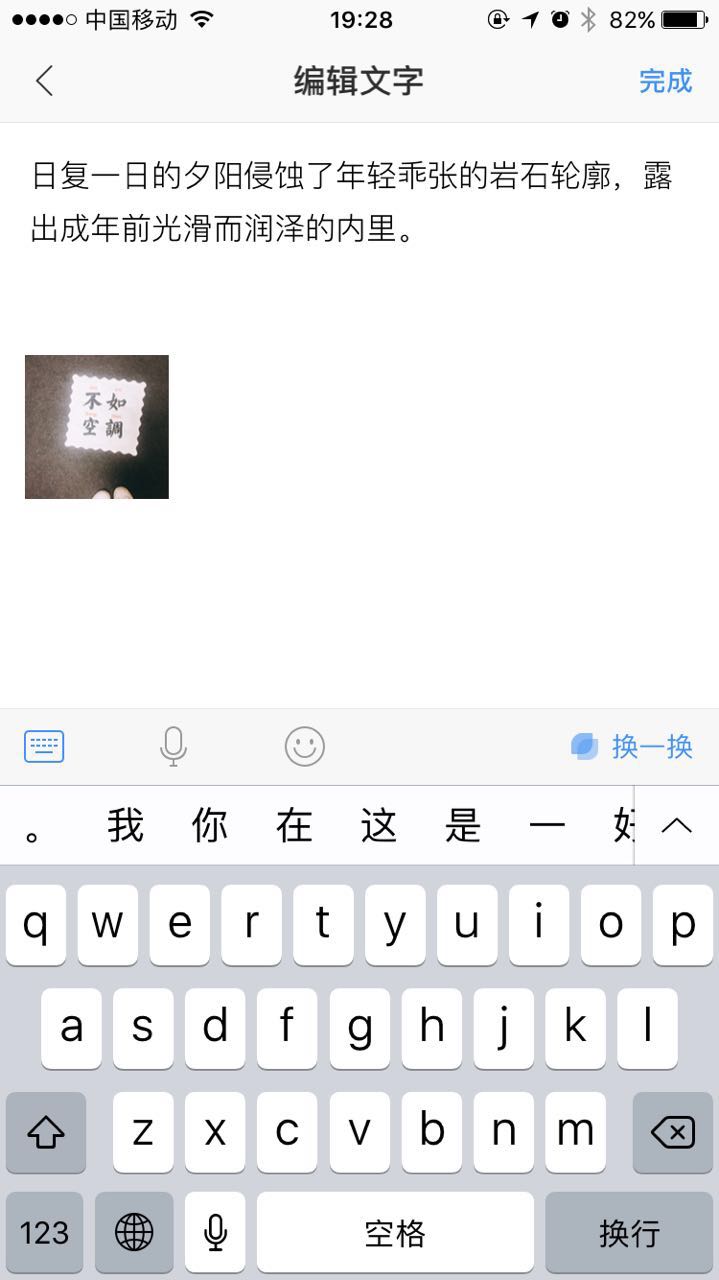 中国移动
19:28
82%
编辑文字
完成
日复一日的夕阳侵蚀了年轻乖张的岩石轮廓，露
出成年前光滑而润泽的内里。
不如
空調
换一换
。 我 你 在 这 是 一 好
q w e r t y u i o p
a s d f g h j k l
z x c v b n m
123 空格 换行